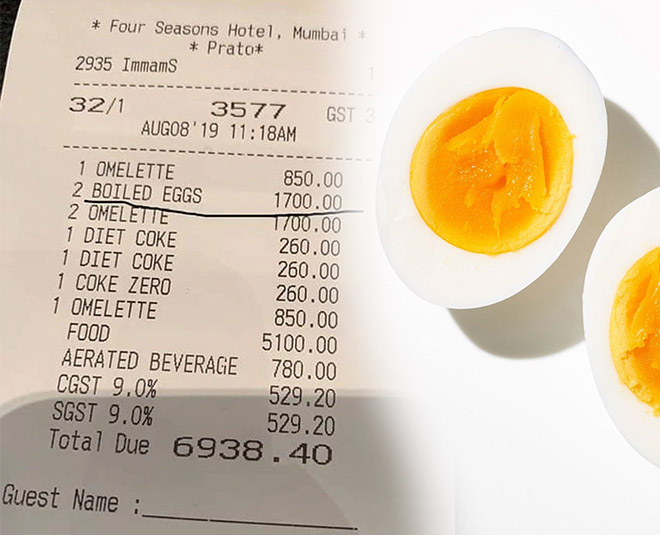 * Four Seasons Hotel, Mumbai *
* Prato*
2935 ImmamS 1
32/1 3577 GST 3
AUG08'19 11:18AM
1 OMELETTE 850.00
2 BOILED EGGS 1700.00
2 OMELETTE 1700.00
1 DIET COKE 260.00
1 DIET COKE 260.00
1 COKE ZERO 260.00
1 OMELETTE 850.00
FOOD 5100.00
AERATED BEVERAGE 780.00
CGST 9.0% 529.20
SGST 9.0% 529.20
Total Due 6938.40
Guest Name :